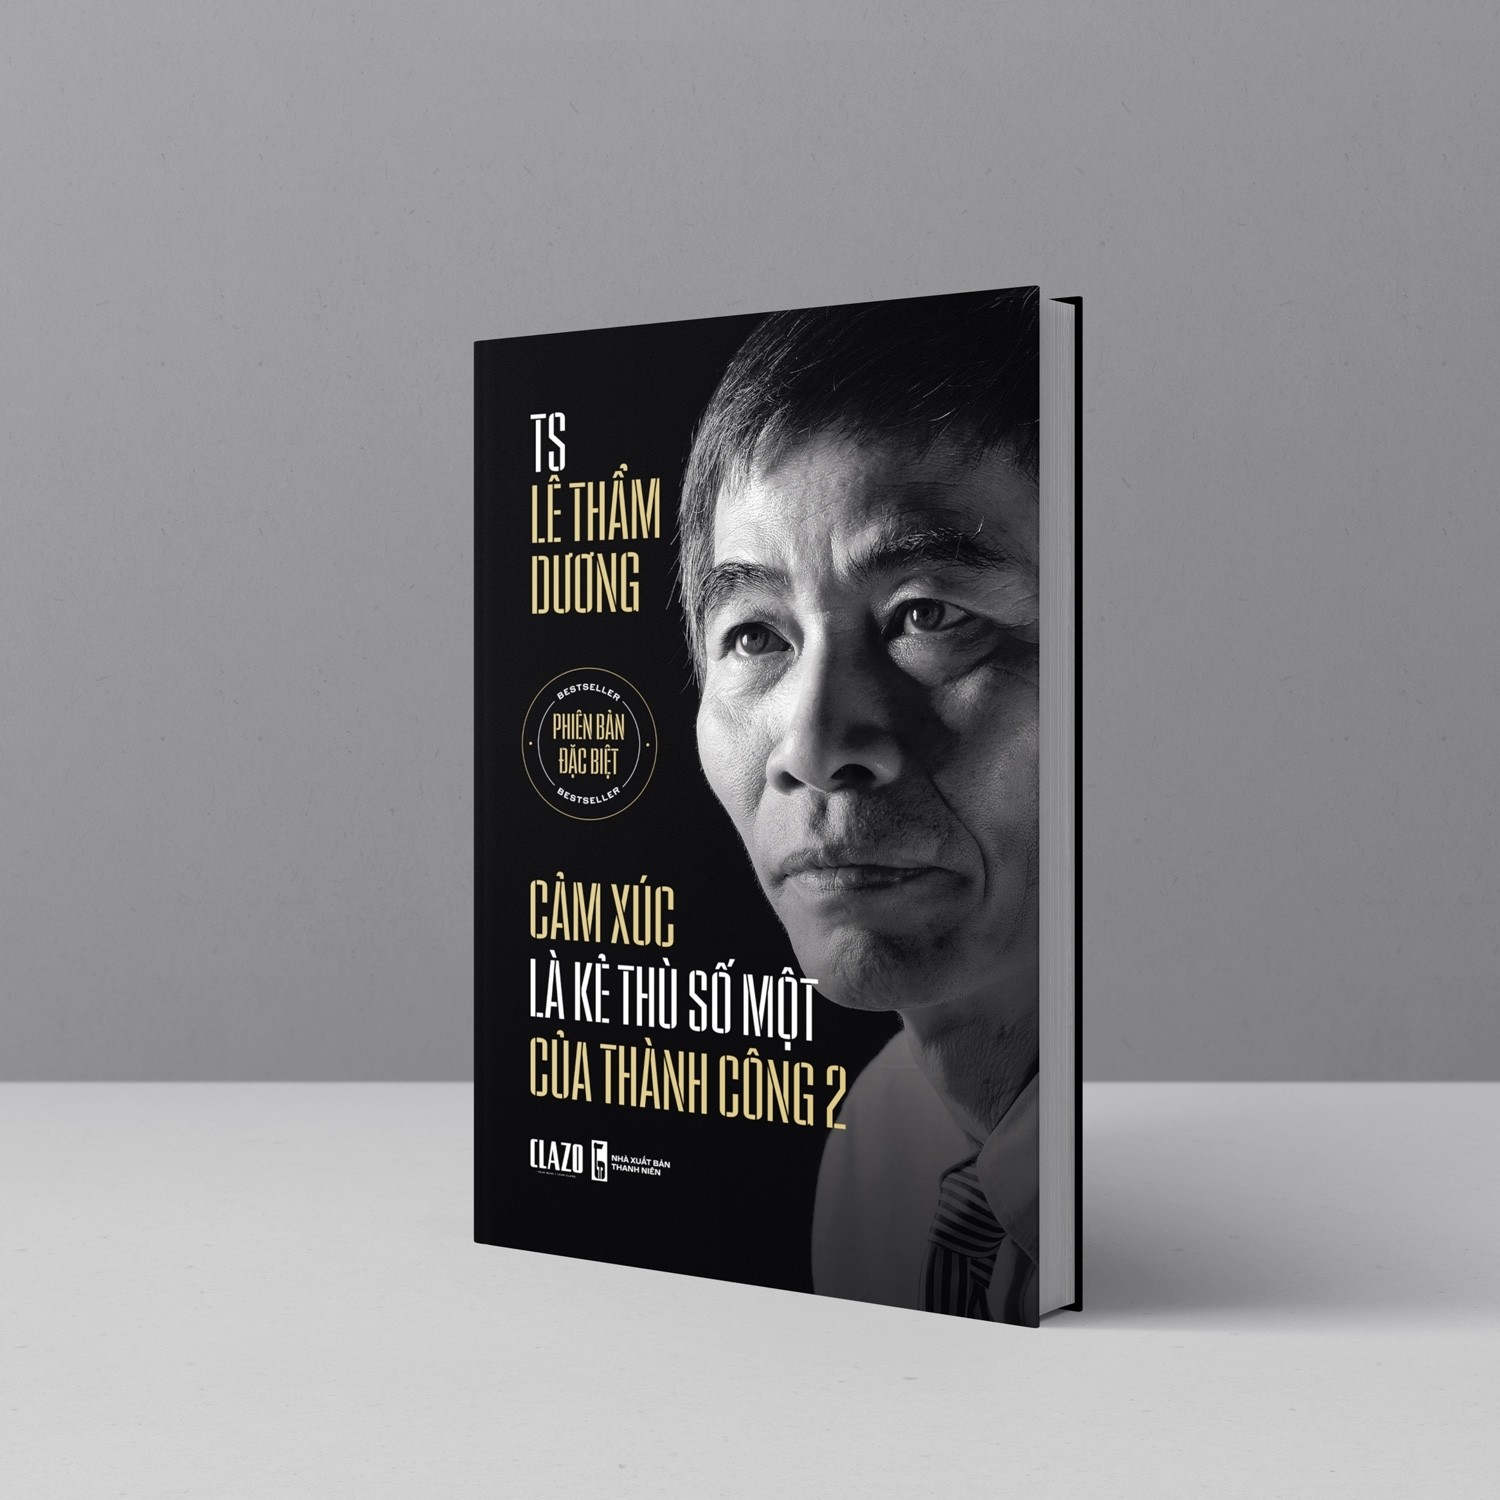 TS
LÊ THẨM
DƯƠNG
BESTSELLER
PHIÊN BẢN
ĐẶC BIỆT
BESTSELLER
CẢM XÚC
LÀ KẺ THÙ SỐ MỘT
CỦA THÀNH CÔNG 2
CLAZO
NHÀ XUẤT BẢN
THANH NIÊN